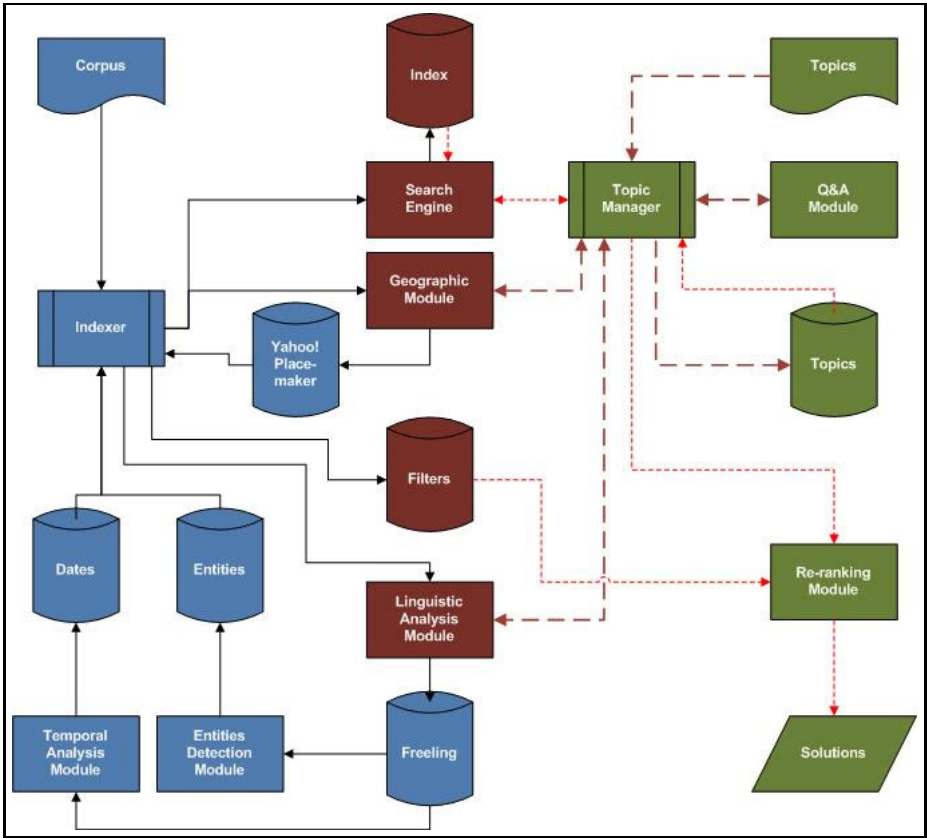 Corpus
Index
Topics
Search
Engine
Topic
Manager
Q&A
Module
Geographic
Module
Indexer
Yahoo!
Place-
maker
Topics
Filters
Dates
Entities
Linguistic
Analysis
Module
Re-ranking
Module
Temporal
Analysis
Module
Entities
Detection
Module
Freeling
Solutions